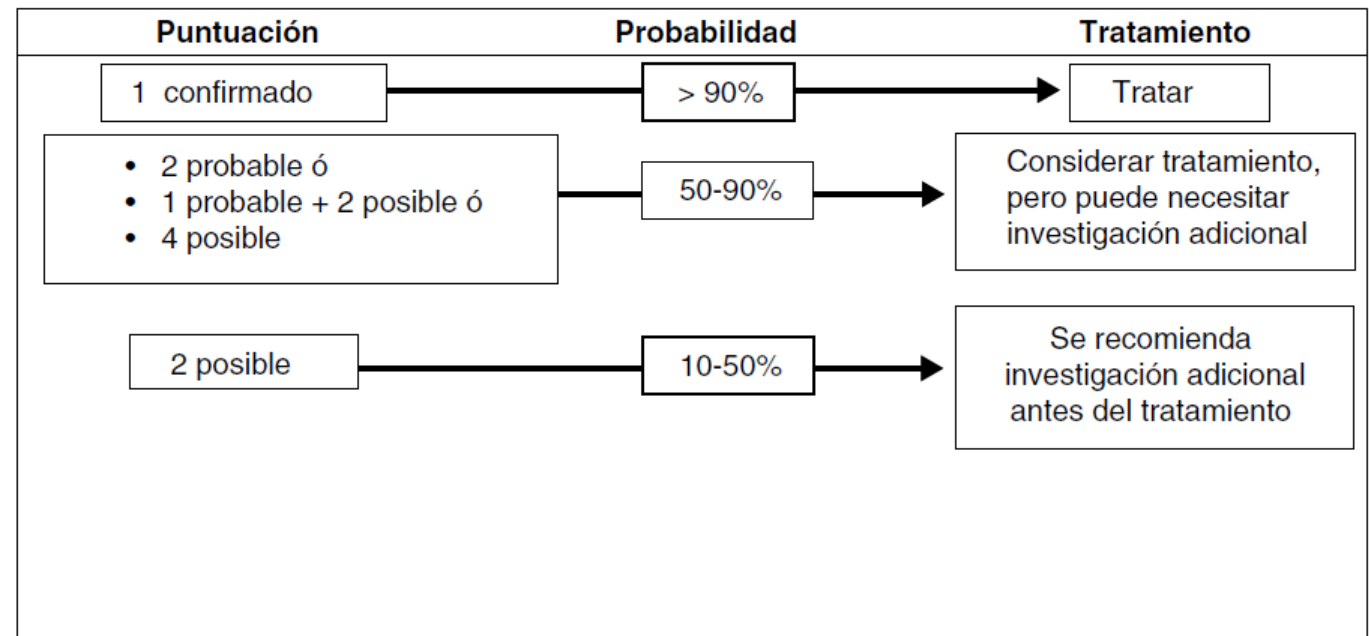 Puntuación Probabilidad Tratamiento
1 confirmado > 90% Tratar
• 2 probable ó
• 1 probable + 2 posible ó
• 4 posible
50-90%
Considerar tratamiento,
pero puede necesitar
investigación adicional
2 posible
10-50%
Se recomienda
investigación adicional
antes del tratamiento